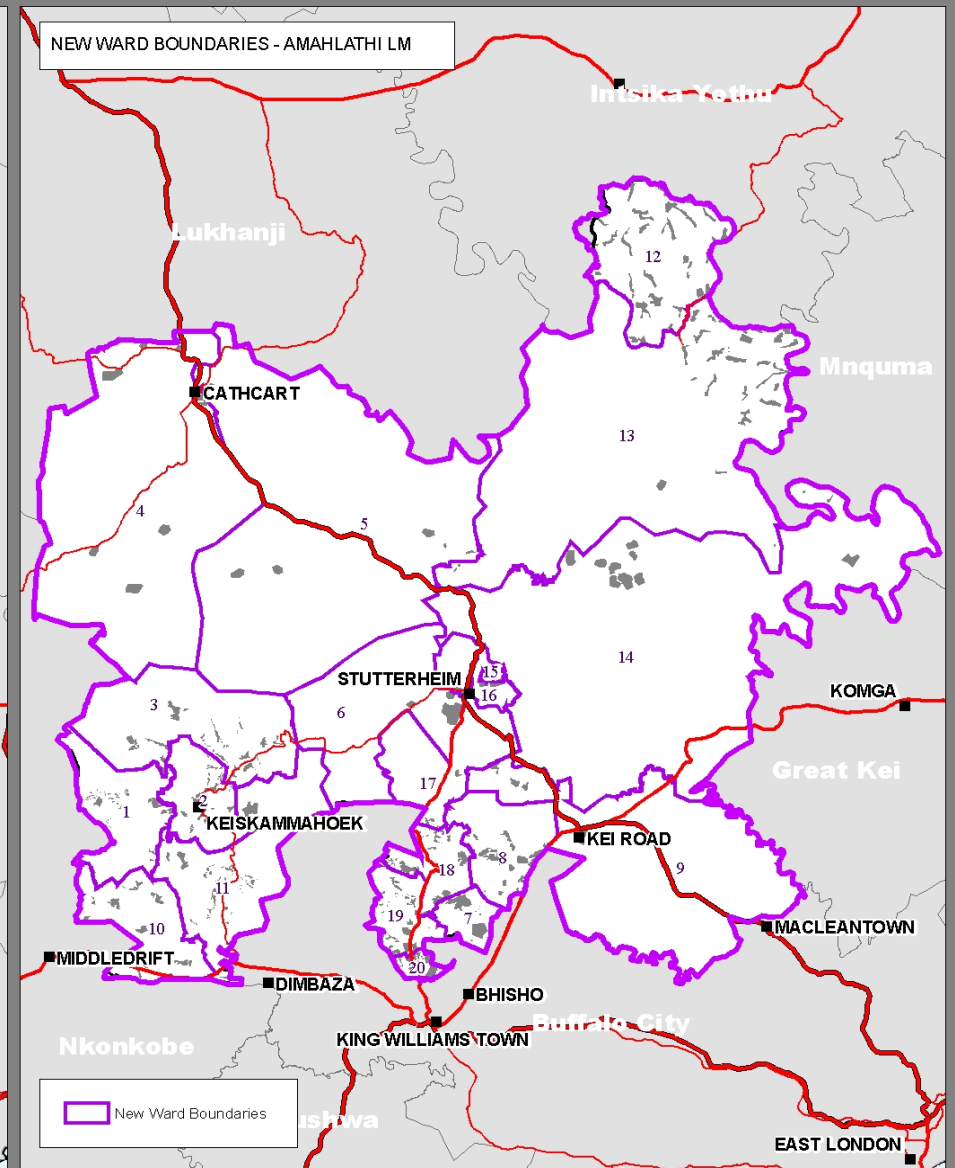 NEW WARD BOUNDARIES - AMAHLATHI LM
Intsika Yethu
Lukhanji
12
Mnquma
CATHCART
13
4
5
14
15
STUTTERHEIM
16
KOMGA
3
6
Great Kei
17
1
2
KEISKAMMAHOEK
KEI ROAD
8
18
9
11
19
7
10
MACLEANTOWN
MIDDLEDRIFT
20
DIMBAZA
BHISHO
Buffalo City
KING WILLIAMS TOWN
Nkonkobe
New Ward Boundaries
ushwa
EAST LONDON